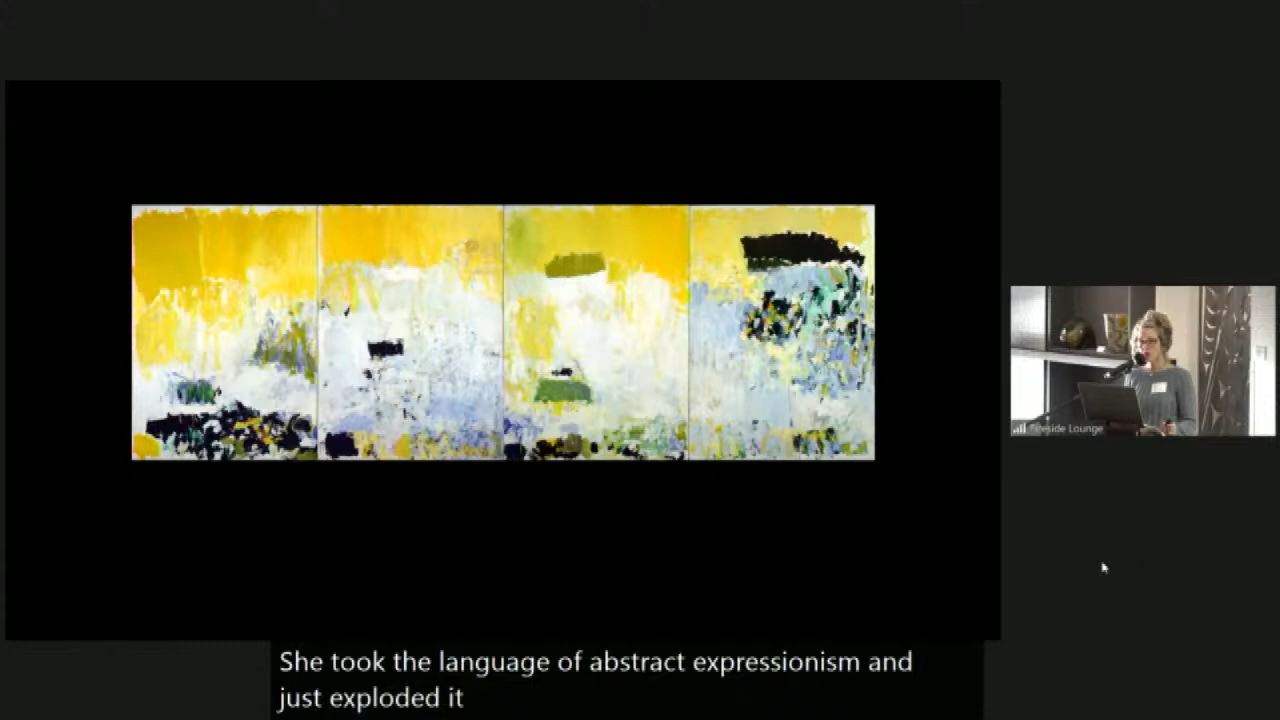 Fireside Lounge
She took the language of abstract expressionism and
just exploded it